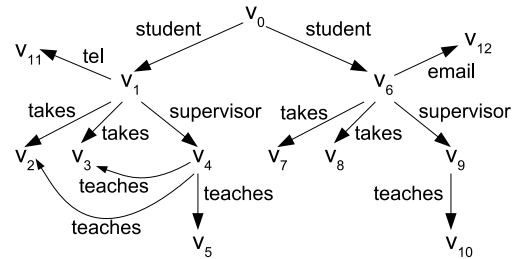 v0
student student
v11 tel v12
v1 v6 email
takes takes supervisor takes takes supervisor
v2 v3 v4 v7 v8 v9
teaches teaches teaches
teaches
v5 v10